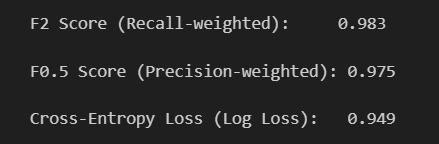 F2 Score (Recall-weighted): 0.983
F0.5 Score (Precision-weighted): 0.975
Cross-Entropy Loss (Log Loss): 0.949